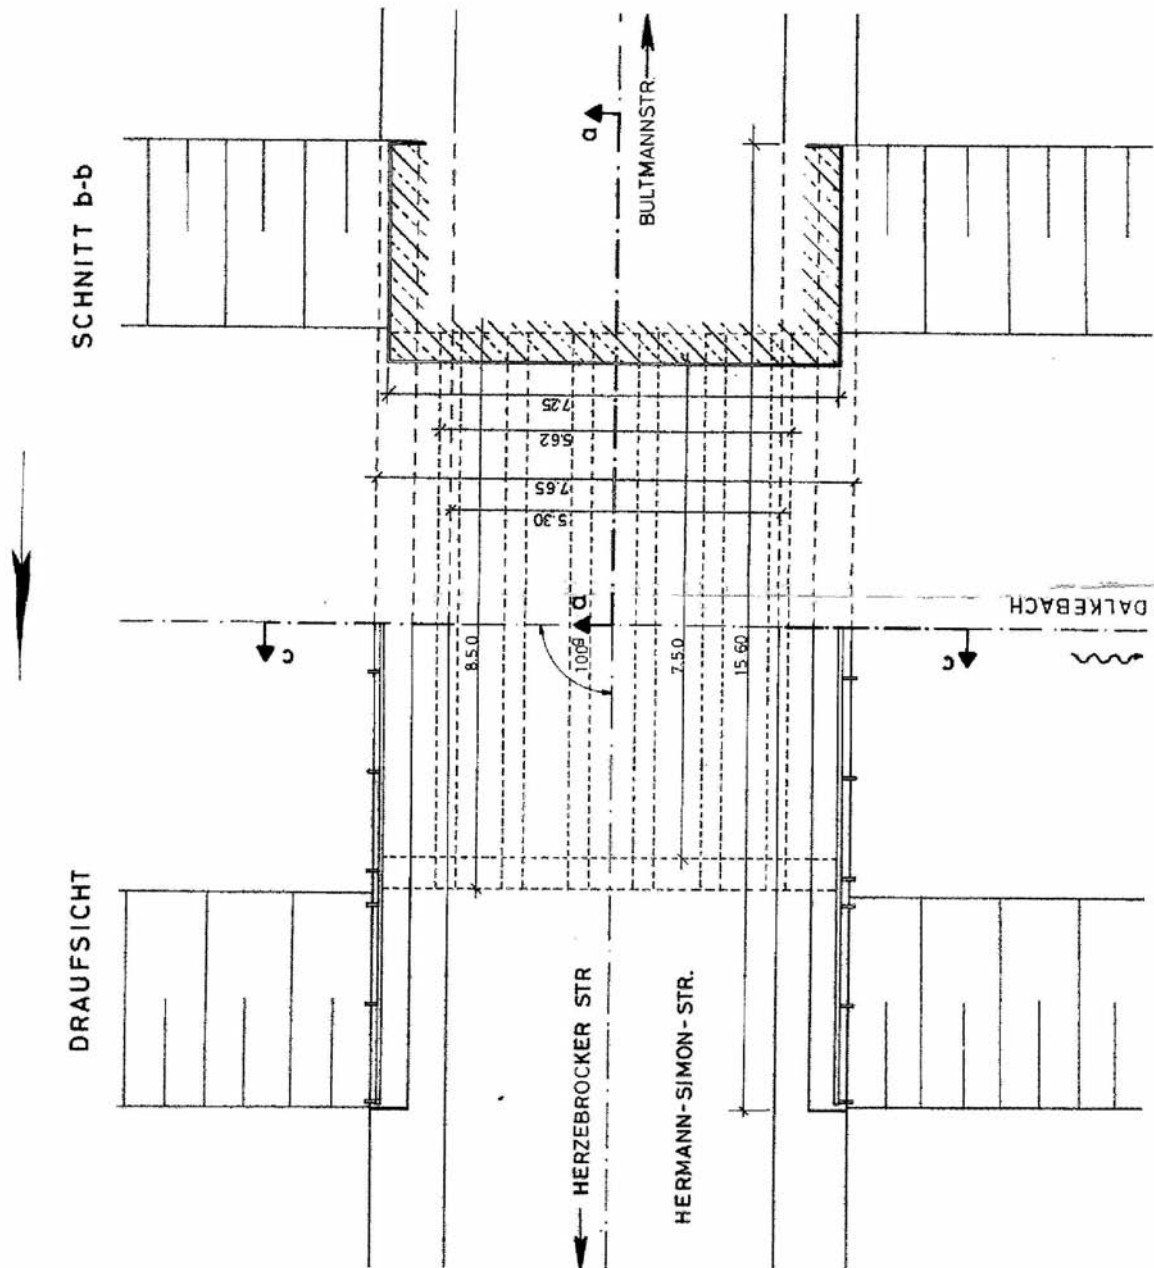 SCHNITT b-b
DRAUFSICHT
a
BULTMANNSTR.
7.25
5.62
7.65
5.30
a
c
c
8.50
100g
7.50
15.60
DALKEBACH
HERZEBROCKER STR
HERMANN-SIMON-STR.